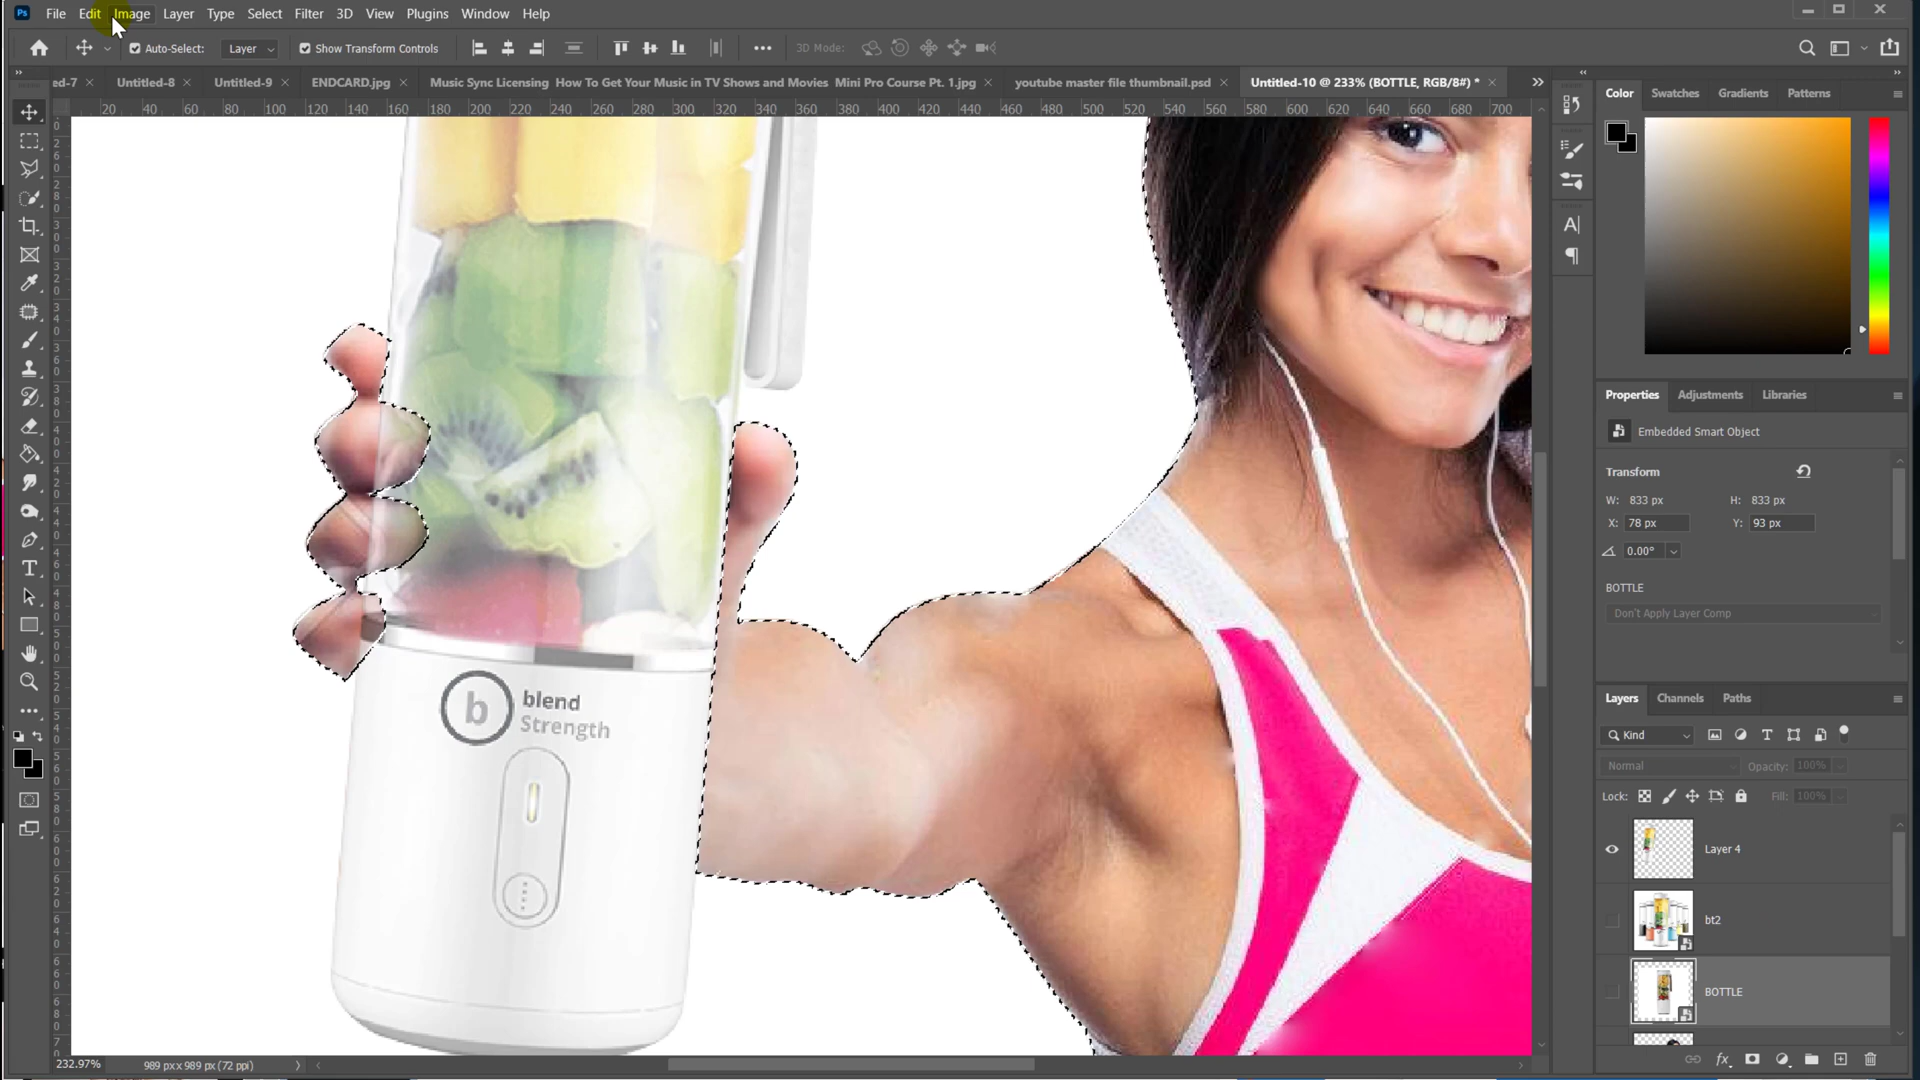 Ps File Edit Image Layer Type Select Filter 3D View Plugins Window Help
Auto-Select: Layer Show Transform Controls 3D Mode:
ed-7 Untitled-8 Untitled-9 ENDCARD.jpg Music Sync Licensing How To Get Your Music in TV Shows and Movies Mini Pro Course Pt. 1.jpg youtube master file thumbnail.psd Untitled-10 @ 233% (BOTTLE, RGB/8#) *
20 40 60 80 100 120 140 160 180 200 220 240 260 280 300 320 340 360 380 400 420 440 460 480 500 520 540 560 580 600 620 640 660 680 700
Color Swatches Gradients Patterns
Properties Adjustments Libraries
Embedded Smart Object
Transform
W: 833 px H: 833 px
X: 78 px Y: 93 px
0.00°
BOTTLE
Don't Apply Layer Comp
b blend
Strength
Layers Channels Paths
Kind
Normal Opacity: 100%
Lock: Fill: 100%
Layer 4
bt2
BOTTLE
fx
232.97% 989 px x 989 px (72 ppi)